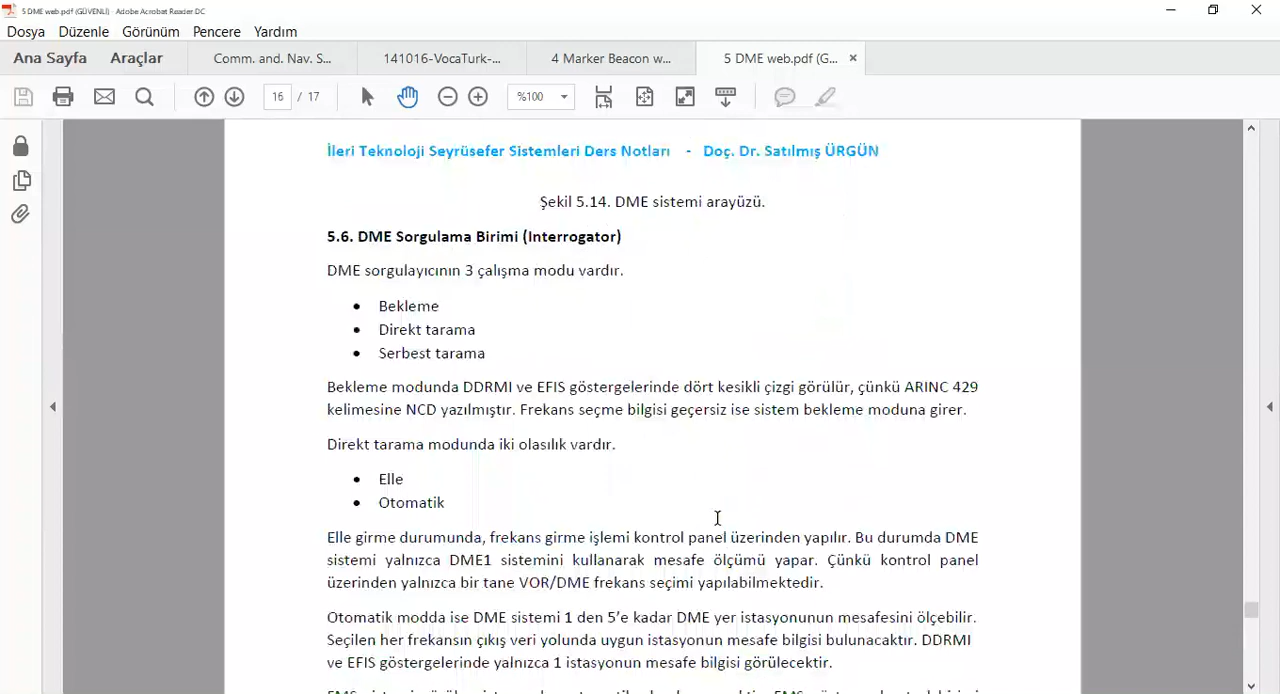 5 DME web.pdf (GÜVENLİ) - Adobe Acrobat Reader DC
Dosya Düzenle Görünüm Pencere Yardım
Ana Sayfa Araçlar Comm. and. Nav. S... 141016-VocaTurk-... 4 Marker Beacon w... 5 DME web.pdf (G... ×
16 / 17 %100
İleri Teknoloji Seyrüsefer Sistemleri Ders Notları - Doç. Dr. Satılmış ÜRGÜN
Şekil 5.14. DME sistemi arayüzü.
5.6. DME Sorgulama Birimi (Interrogator)
DME sorgulayıcının 3 çalışma modu vardır.
• Bekleme
• Direkt tarama
• Serbest tarama
Bekleme modunda DDRMI ve EFIS göstergelerinde dört kesikli çizgi görülür, çünkü ARINC 429
kelimesine NCD yazılmıştır. Frekans seçme bilgisi geçersiz ise sistem bekleme moduna girer.
Direkt tarama modunda iki olasılık vardır.
• Elle
• Otomatik
Elle girme durumunda, frekans girme işlemi kontrol panel üzerinden yapılır. Bu durumda DME
sistemi yalnızca DME1 sistemini kullanarak mesafe ölçümü yapar. Çünkü kontrol panel
üzerinden yalnızca bir tane VOR/DME frekans seçimi yapılabilmektedir.
Otomatik modda ise DME sistemi 1 den 5'e kadar DME yer istasyonunun mesafesini ölçebilir.
Seçilen her frekansın çıkış veri yolunda uygun istasyonun mesafe bilgisi bulunacaktır. DDRMI
ve EFIS göstergelerinde yalnızca 1 istasyonun mesafe bilgisi görülecektir.